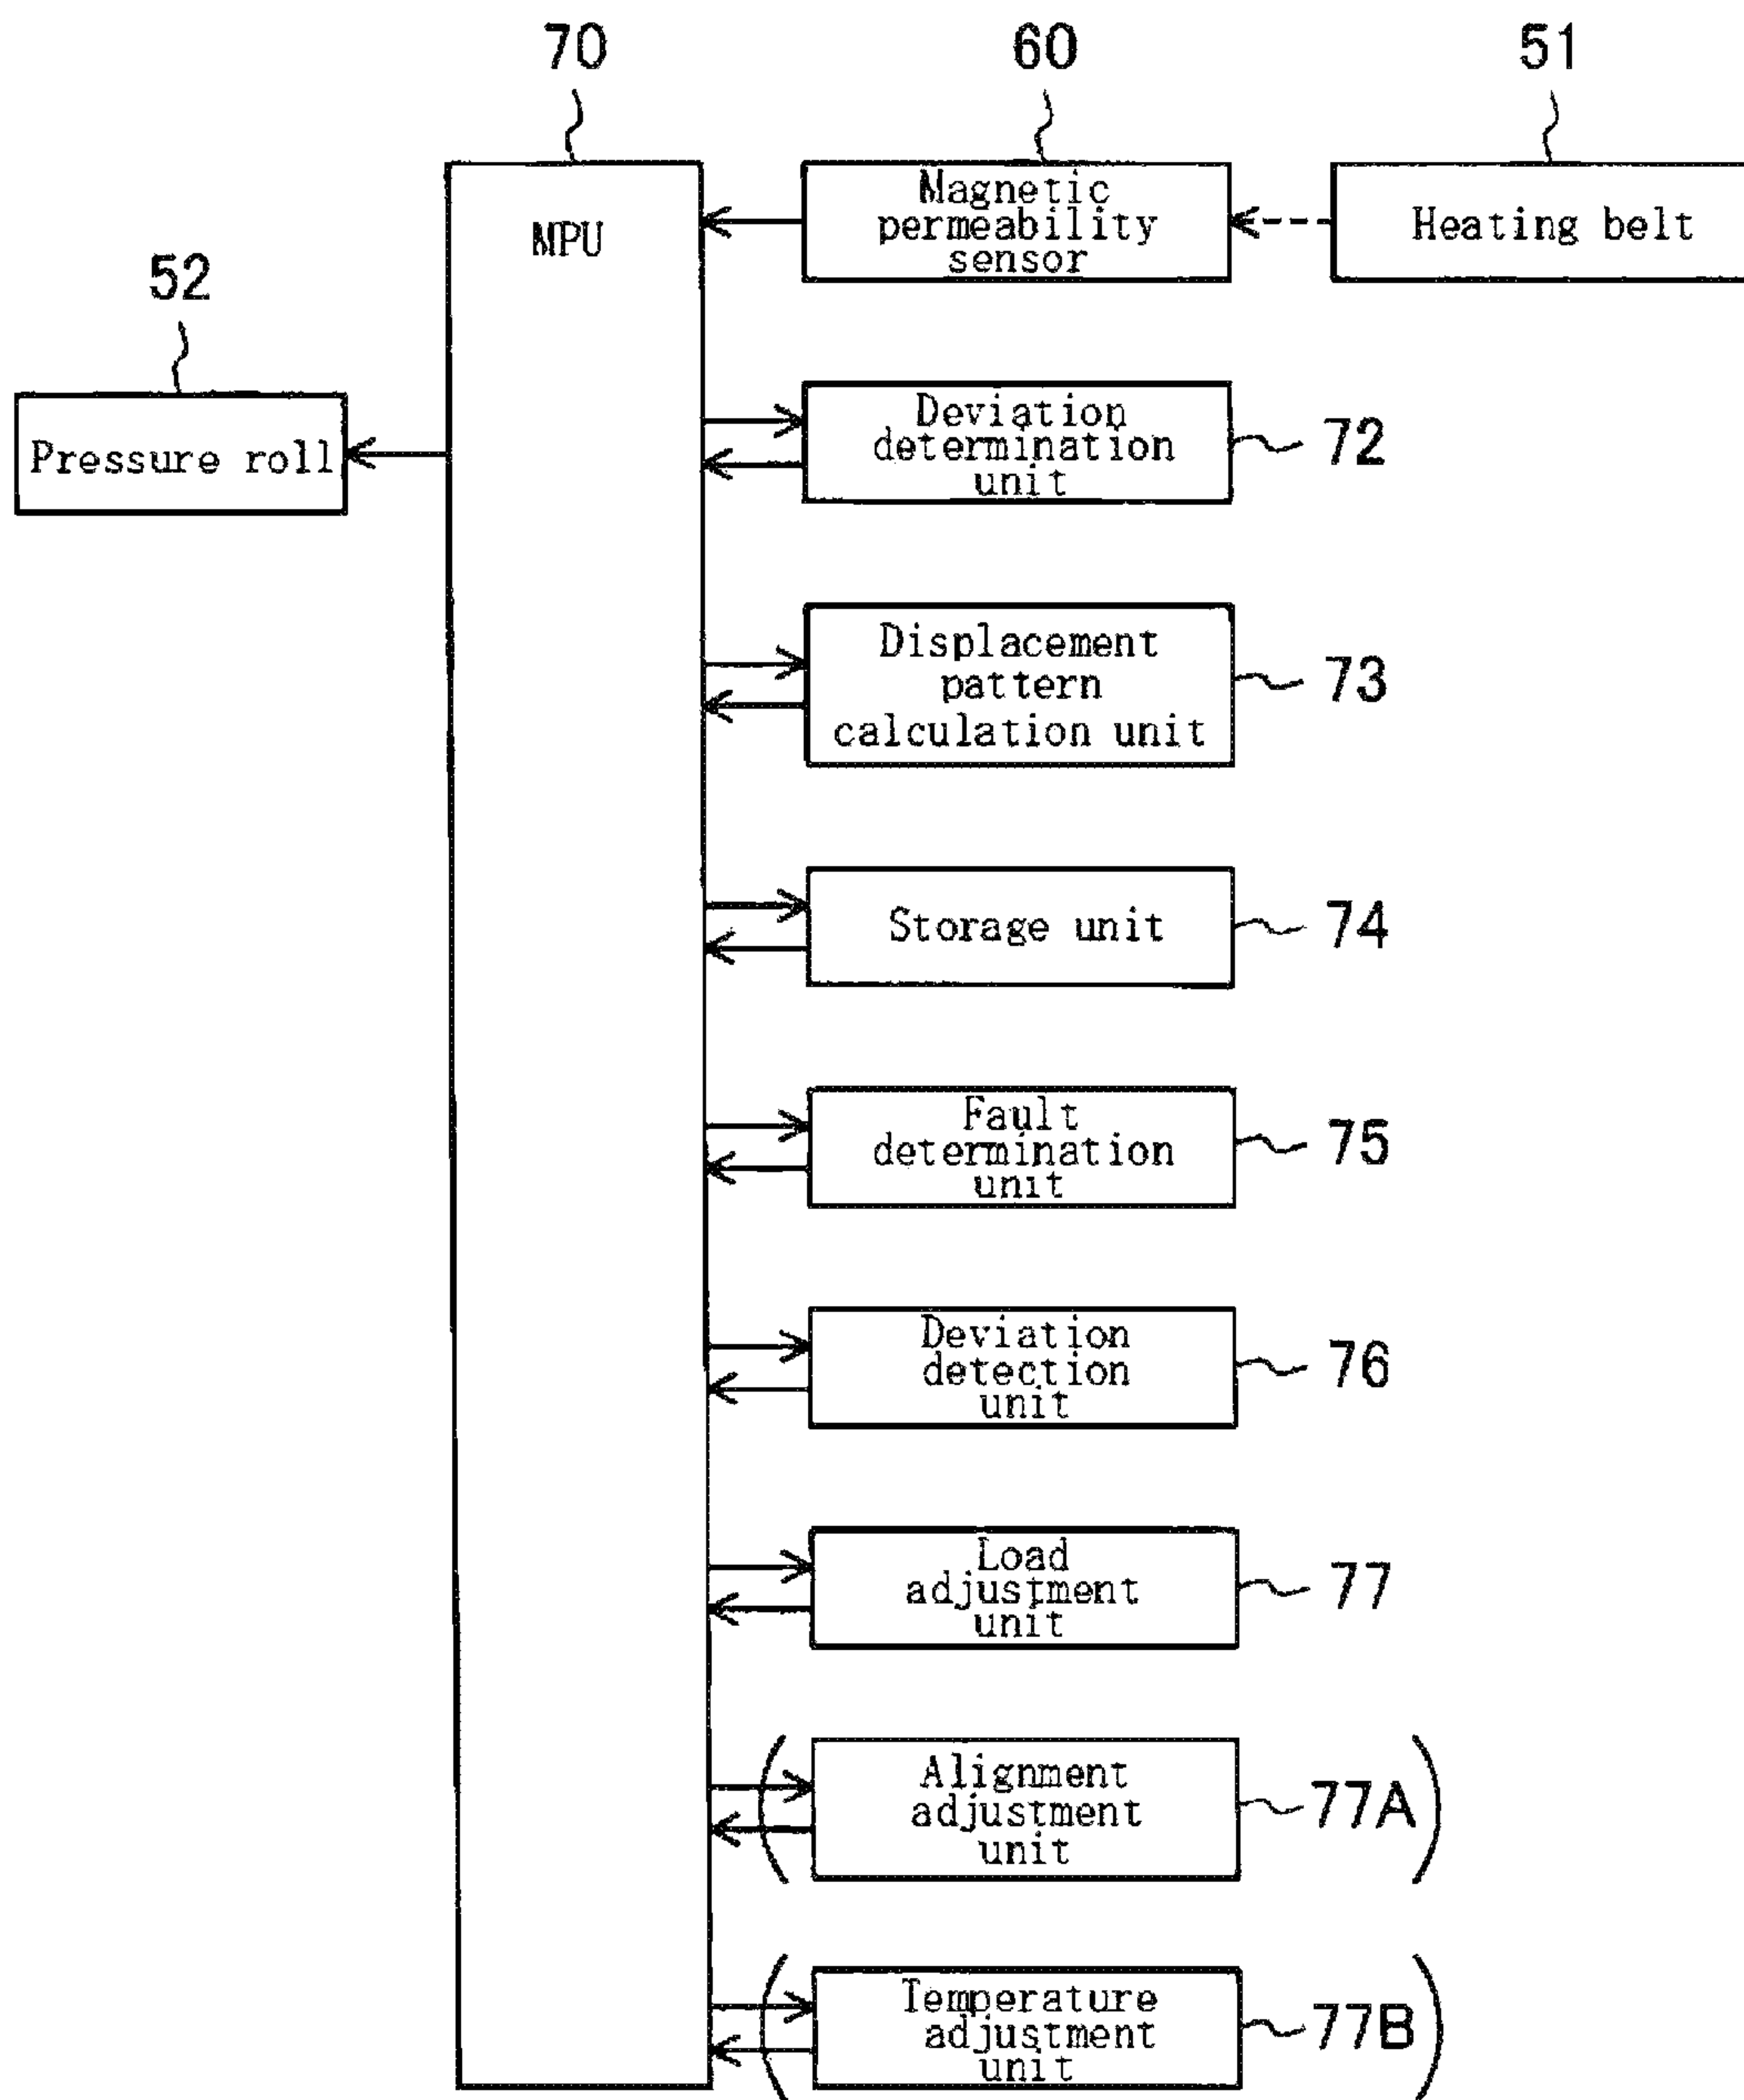 70
60
51
MPU
Magnetic
permeability
sensor
Heating belt
52
Pressure roll
Deviation
determination
unit
72
Displacement
pattern
calculation unit
73
Storage unit
74
Fault
determination
unit
75
Deviation
detection
unit
76
Load
adjustment
unit
77
(Alignment
adjustment
unit
77A)
(Temperature
adjustment
unit
77B)